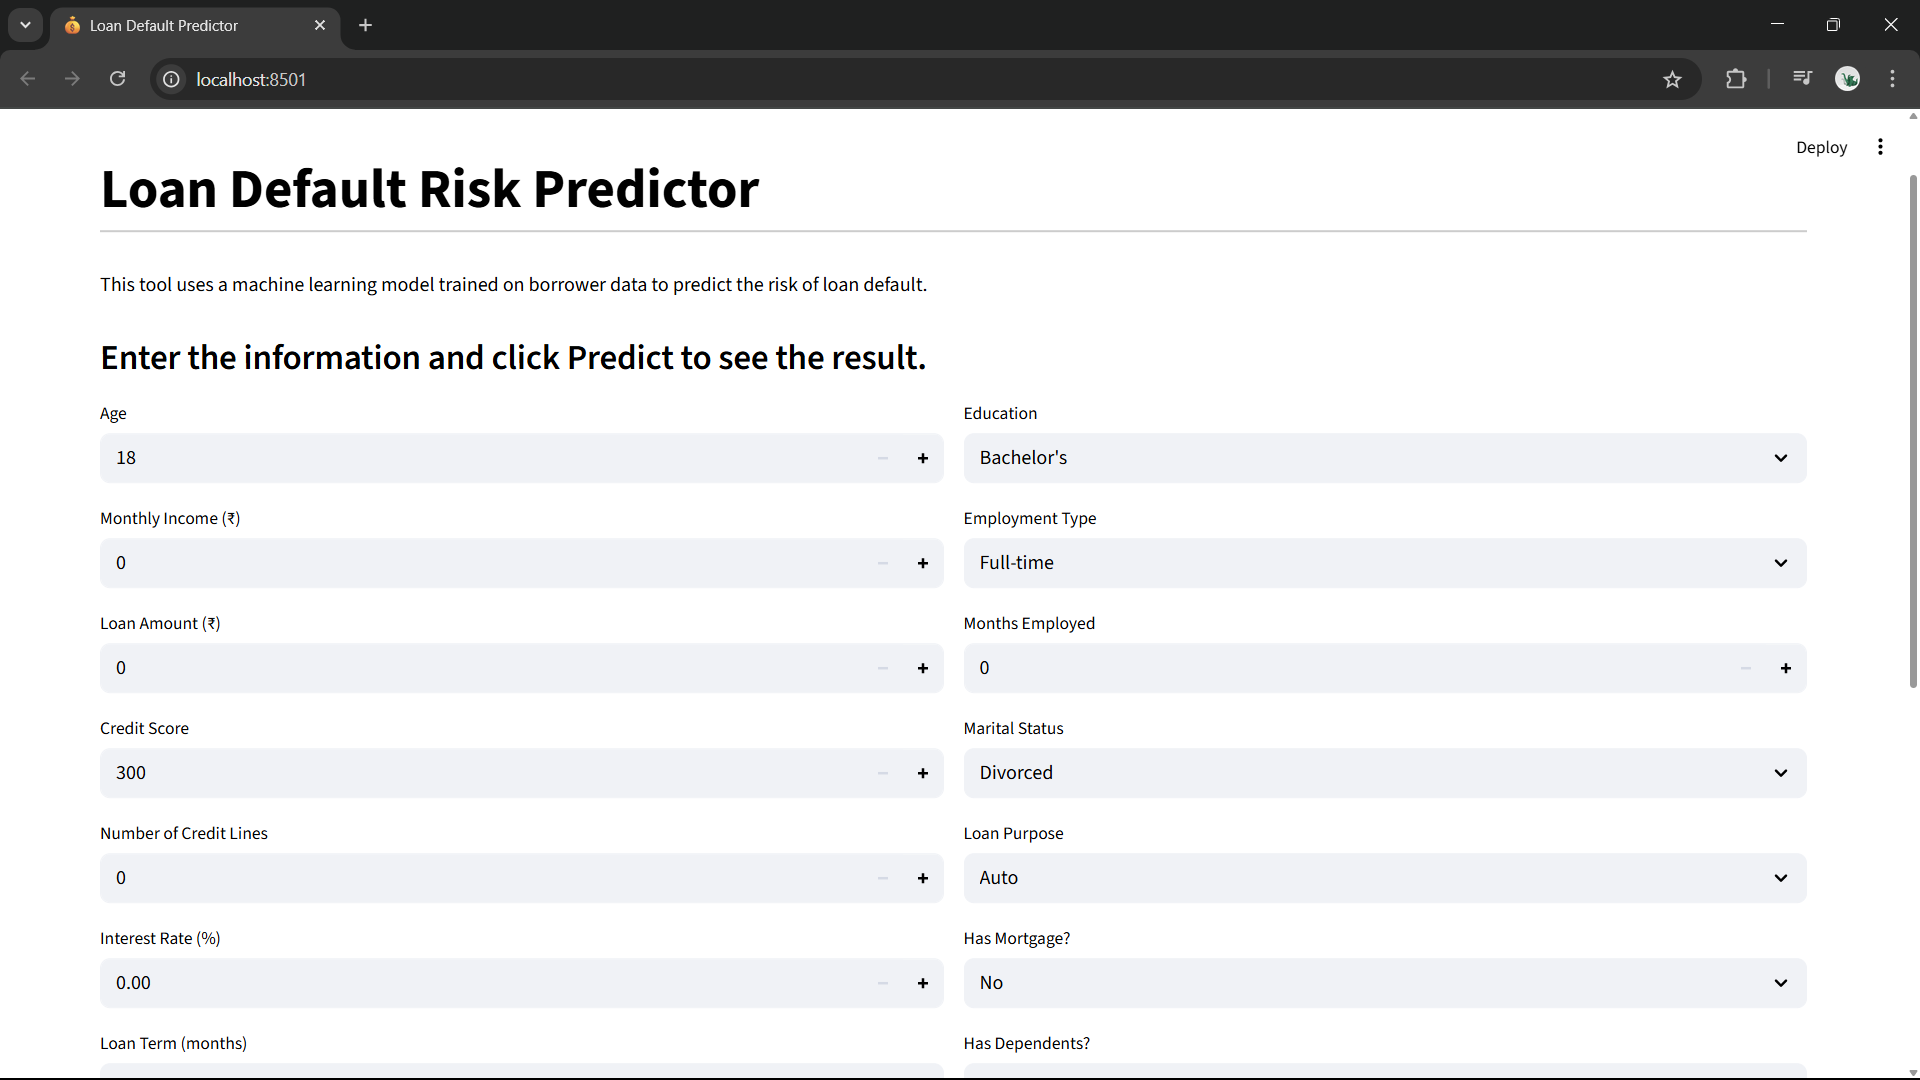 Loan Default Predictor
localhost:8501
Deploy
Loan Default Risk Predictor
This tool uses a machine learning model trained on borrower data to predict the risk of loan default.
Enter the information and click Predict to see the result.
Age
18
Monthly Income (₹)
0
Loan Amount (₹)
0
Credit Score
300
Number of Credit Lines
0
Interest Rate (%)
0.00
Loan Term (months)
Education
Bachelor's
Employment Type
Full-time
Months Employed
0
Marital Status
Divorced
Loan Purpose
Auto
Has Mortgage?
No
Has Dependents?